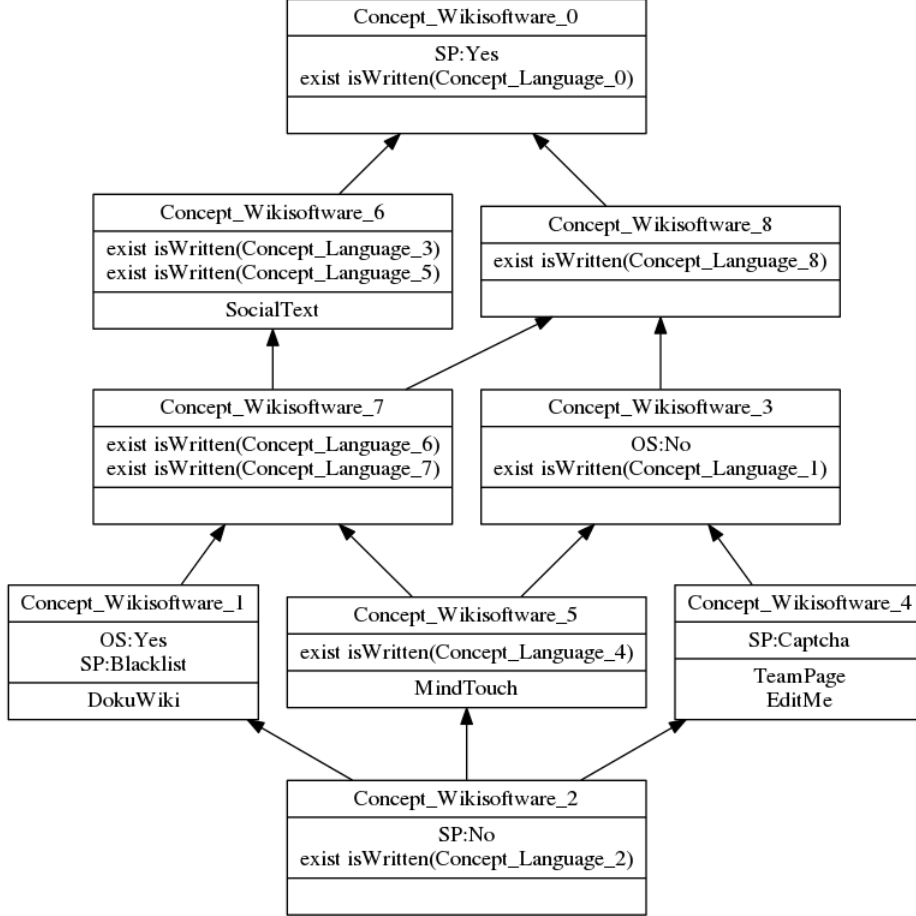 Concept_Wikisoftware_0
SP:Yes
exist isWritten(Concept_Language_0)
Concept_Wikisoftware_6
exist isWritten(Concept_Language_3)
exist isWritten(Concept_Language_5)
SocialText
Concept_Wikisoftware_8
exist isWritten(Concept_Language_8)
Concept_Wikisoftware_7
exist isWritten(Concept_Language_6)
exist isWritten(Concept_Language_7)
Concept_Wikisoftware_3
OS:No
exist isWritten(Concept_Language_1)
Concept_Wikisoftware_1
OS:Yes
SP:Blacklist
DokuWiki
Concept_Wikisoftware_5
exist isWritten(Concept_Language_4)
MindTouch
Concept_Wikisoftware_4
SP:Captcha
TeamPage
EditMe
Concept_Wikisoftware_2
SP:No
exist isWritten(Concept_Language_2)